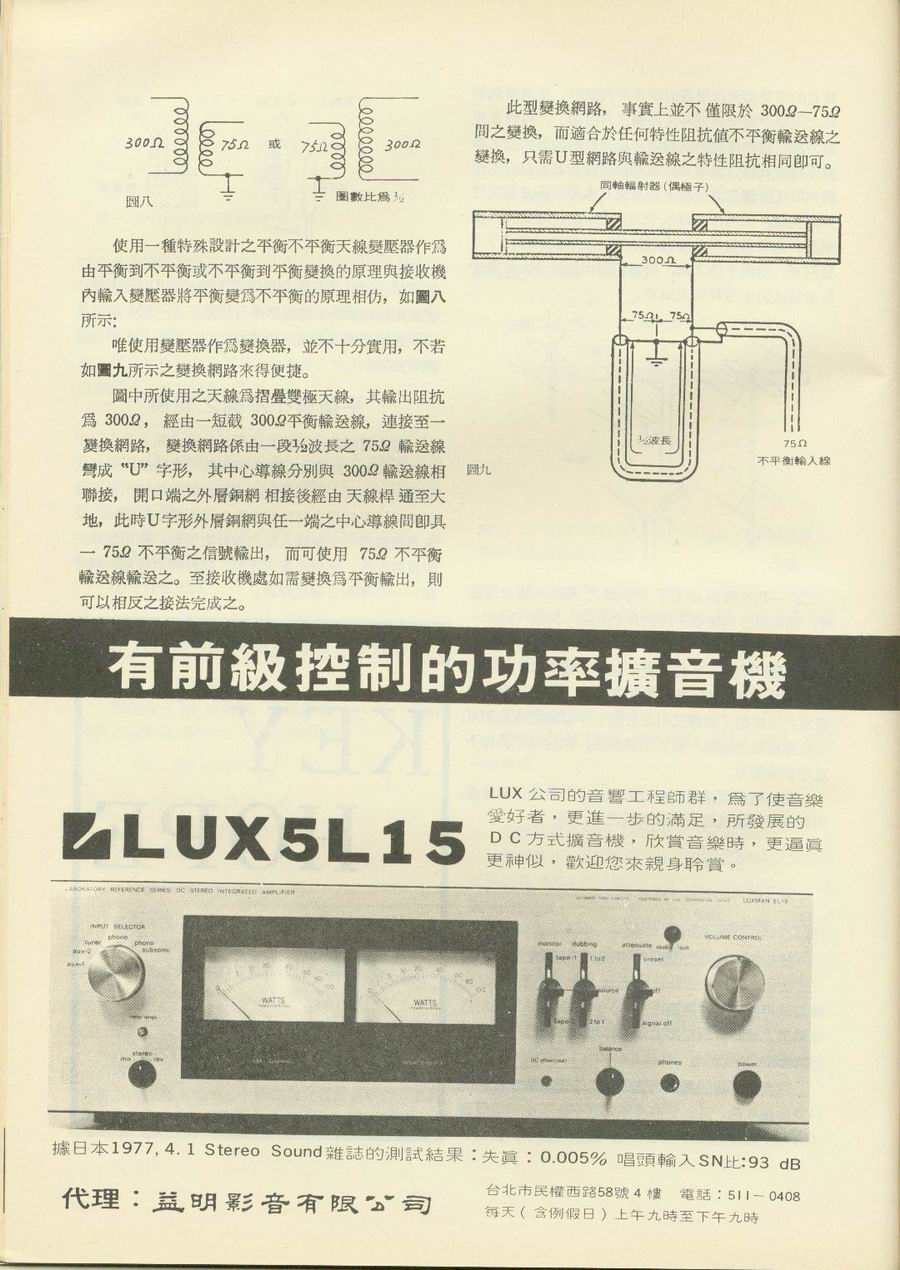 300Ω
75Ω
或
75Ω
300Ω
圖八
圈數比爲½
使用一種特殊設計之平衡不平衡天線變壓器作爲
由平衡到不平衡或不平衡到平衡變換的原理與接收機
內輸入變壓器將平衡變爲不平衡的原理相仿，如圖八
所示:
唯使用變壓器作爲變換器，並不十分實用，不若
如圖九所示之變換網路來得便捷。
圖中所使用之天線爲摺疊雙極天線，其輸出阻抗
爲 300Ω， 經由一短截 300Ω平衡輸送線，連接至一
變換網路， 變換網路係由一段½波長之 75Ω 輸送線
彎成 “U” 字形， 其中心導線分別與 300Ω 輸送線相
聯接，開口端之外層銅網 相接後經由 天線桿 通至大
地，此時U字形外層銅網與任一端之中心導線間卽具
一 75Ω 不平衡之信號輸出， 而可使用 75Ω 不平衡
輸送線輸送之。至接收機處如需變換爲平衡輸出，則
可以相反之接法完成之。
此型變換網路， 事實上並不 僅限於 300Ω—75Ω
間之變換，而適合於任何特性阻抗值不平衡輸送線之
變換，只需U型網路與輸送線之特性阻抗相同卽可。
同軸輻射器 (偶極子)
300Ω
75Ω
75Ω
½波長
75Ω
不平衡輸入線
圖九
有前級控制的功率擴音機
LUX5L15
LUX 公司的音響工程師群，爲了使音樂
愛好者，更進一步的滿足，所發展的
D C 方式擴音機，欣賞音樂時，更逼眞
更神似，歡迎您來親身聆賞。
LABORATORY REFERENCE SERIES DC STEREO INTEGRATED AMPLIFIER
LUXMAN 5L15
INPUT SELECTOR
phono
tuner
phono
aux-2
subsonic
aux-1
stereo
mix
rev
WATTS
WATTS
monitor
dubbing
attenuate
tape-1
1 to 2
preset
source
off
2 to 1
signal off
VOLUME CONTROL
balance
phones
power
據日本1977, 4. 1 Stereo Sound雜誌的測試結果：失眞：0.005% 唱頭輸入SN比:93 dB
代理：益明影音有限公司
台北市民權西路58號 4 樓 電話：511－0408
每天 ( 含例假日 ) 上午九時至下午九時